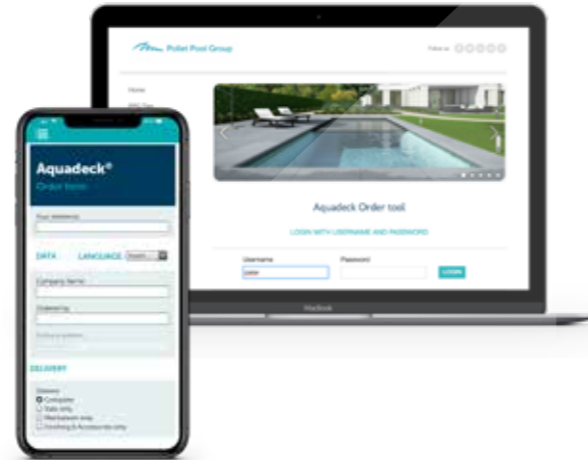 Pollet Pool Group
Follow us
Home
Aquadeck Order tool
LOGIN WITH USERNAME AND PASSWORD
Username
Password
LOGIN
MacBook
Aquadeck®
Order form
Your reference
DATA
LANGUAGE
Company Name
Ordered by
DELIVERY
Complete
Slats only
Mechanism only
Finishing & Accessories only